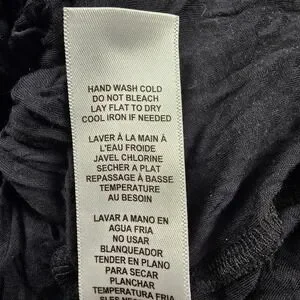 HAND WASH COLD
DO NOT BLEACH
LAY FLAT TO DRY
COOL IRON IF NEEDED
LAVER À LA MAIN À
L'EAU FROIDE
JAVEL CHLORINE
SECHER A PLAT
REPASSAGE À BASSE
TEMPERATURE
AU BESOIN
LAVAR A MANO EN
AGUA FRIA
NO USAR
BLANQUEADOR
TENDER EN PLANO
PARA SECAR
PLANCHAR
TEMPERATURA FRIA